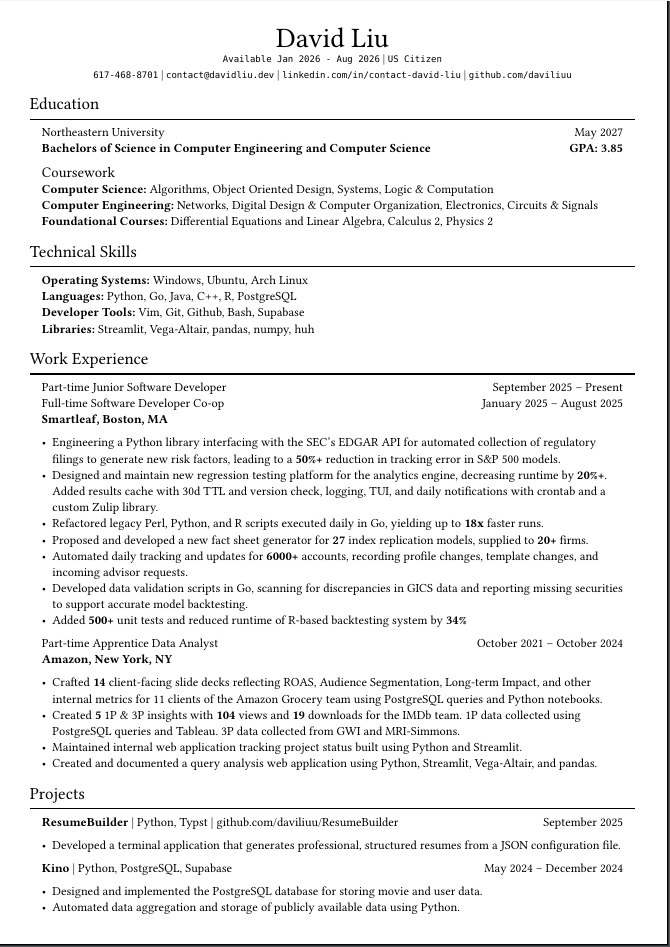 David Liu
Available Jan 2026 - Aug 2026 | US Citizen
617-468-8701 | contact@davidliu.dev | linkedin.com/in/contact-david-liu | github.com/daviliuu
Education
Northeastern University May 2027
Bachelors of Science in Computer Engineering and Computer Science GPA: 3.85
Coursework
Computer Science: Algorithms, Object Oriented Design, Systems, Logic & Computation
Computer Engineering: Networks, Digital Design & Computer Organization, Electronics, Circuits & Signals
Foundational Courses: Differential Equations and Linear Algebra, Calculus 2, Physics 2
Technical Skills
Operating Systems: Windows, Ubuntu, Arch Linux
Languages: Python, Go, Java, C++, R, PostgreSQL
Developer Tools: Vim, Git, Github, Bash, Supabase
Libraries: Streamlit, Vega-Altair, pandas, numpy, huh
Work Experience
Part-time Junior Software Developer September 2025 – Present
Full-time Software Developer Co-op January 2025 – August 2025
Smartleaf, Boston, MA
• Engineering a Python library interfacing with the SEC's EDGAR API for automated collection of regulatory
filings to generate new risk factors, leading to a 50%+ reduction in tracking error in S&P 500 models.
• Designed and maintain new regression testing platform for the analytics engine, decreasing runtime by 20%+.
Added results cache with 30d TTL and version check, logging, TUI, and daily notifications with crontab and a
custom Zulip library.
• Refactored legacy Perl, Python, and R scripts executed daily in Go, yielding up to 18x faster runs.
• Proposed and developed a new fact sheet generator for 27 index replication models, supplied to 20+ firms.
• Automated daily tracking and updates for 6000+ accounts, recording profile changes, template changes, and
incoming advisor requests.
• Developed data validation scripts in Go, scanning for discrepancies in GICS data and reporting missing securities
to support accurate model backtesting.
• Added 500+ unit tests and reduced runtime of R-based backtesting system by 34%
Part-time Apprentice Data Analyst October 2021 – October 2024
Amazon, New York, NY
• Crafted 14 client-facing slide decks reflecting ROAS, Audience Segmentation, Long-term Impact, and other
internal metrics for 11 clients of the Amazon Grocery team using PostgreSQL queries and Python notebooks.
• Created 5 1P & 3P insights with 104 views and 19 downloads for the IMDb team. 1P data collected using
PostgreSQL queries and Tableau. 3P data collected from GWI and MRI-Simmons.
• Maintained internal web application tracking project status built using Python and Streamlit.
• Created and documented a query analysis web application using Python, Streamlit, Vega-Altair, and pandas.
Projects
ResumeBuilder | Python, Typst | github.com/daviliuu/ResumeBuilder September 2025
• Developed a terminal application that generates professional, structured resumes from a JSON configuration file.
Kino | Python, PostgreSQL, Supabase May 2024 – December 2024
• Designed and implemented the PostgreSQL database for storing movie and user data.
• Automated data aggregation and storage of publicly available data using Python.